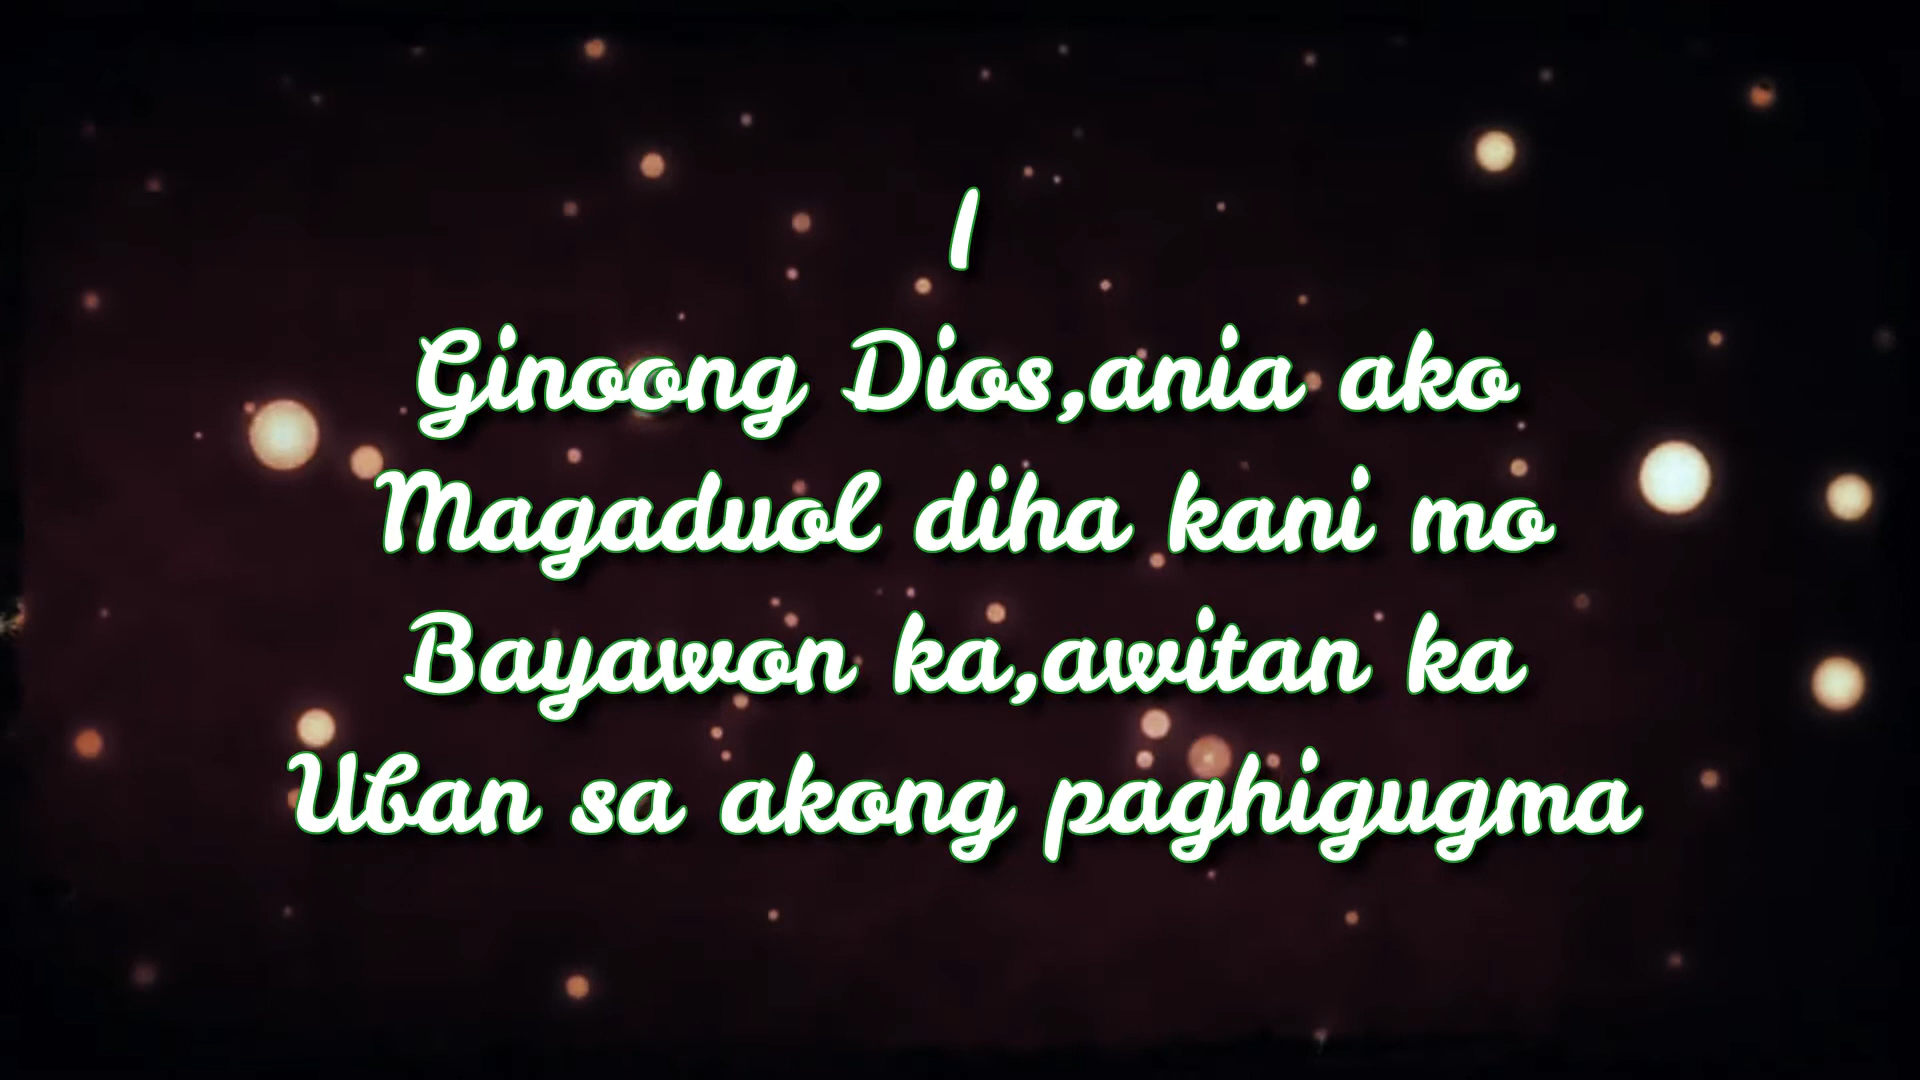 I
Ginoong Dios,ania ako
Magaduol diha kani mo
Bayawon ka,awitan ka
Uban sa akong paghigugma